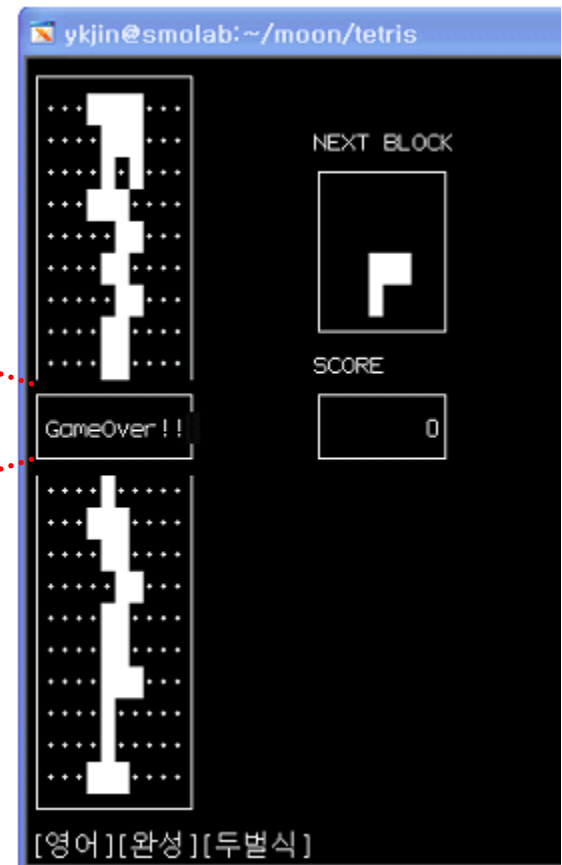 ykjin@smolab:~/moon/tetris
NEXT BLOCK
SCORE
GameOver!!
0
[영어][완성][두벌식]